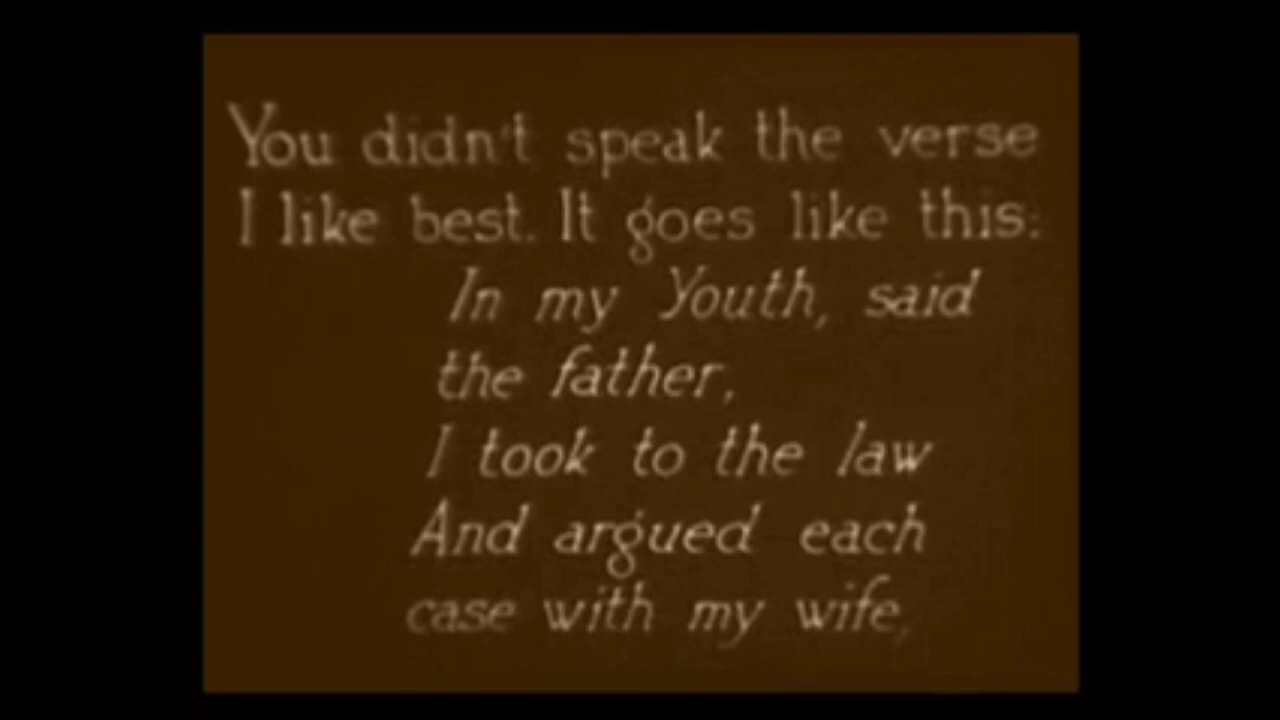 You didn't speak the verse
I like best. It goes like this:
In my Youth, said
the father,
I took to the law
And argued each
case with my wife,